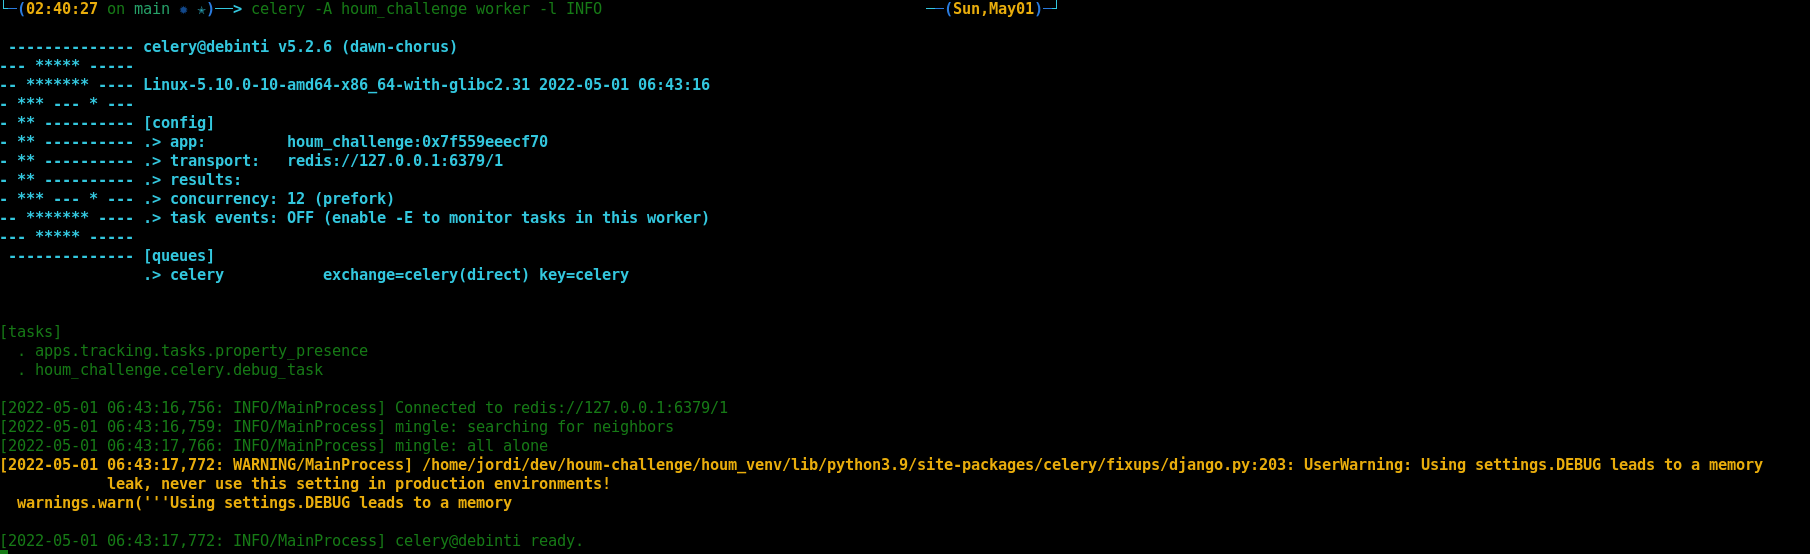 └─(02:40:27 on main ✹ ★)──> celery -A houm_challenge worker -l INFO                                    ──(Sun,May01)─┘

 -------------- celery@debinti v5.2.6 (dawn-chorus)
--- ***** -----
-- ******* ---- Linux-5.10.0-10-amd64-x86_64-with-glibc2.31 2022-05-01 06:43:16
- *** --- * ---
- ** ---------- [config]
- ** ---------- .> app:         houm_challenge:0x7f559eeecf70
- ** ---------- .> transport:   redis://127.0.0.1:6379/1
- ** ---------- .> results:
- *** --- * --- .> concurrency: 12 (prefork)
-- ******* ---- .> task events: OFF (enable -E to monitor tasks in this worker)
--- ***** -----
 -------------- [queues]
                .> celery           exchange=celery(direct) key=celery

[tasks]
  . apps.tracking.tasks.property_presence
  . houm_challenge.celery.debug_task

[2022-05-01 06:43:16,756: INFO/MainProcess] Connected to redis://127.0.0.1:6379/1
[2022-05-01 06:43:16,759: INFO/MainProcess] mingle: searching for neighbors
[2022-05-01 06:43:17,766: INFO/MainProcess] mingle: all alone
[2022-05-01 06:43:17,772: WARNING/MainProcess] /home/jordi/dev/houm-challenge/houm_venv/lib/python3.9/site-packages/celery/fixups/django.py:203: UserWarning: Using settings.DEBUG leads to a memory
            leak, never use this setting in production environments!
  warnings.warn('''Using settings.DEBUG leads to a memory

[2022-05-01 06:43:17,772: INFO/MainProcess] celery@debinti ready.